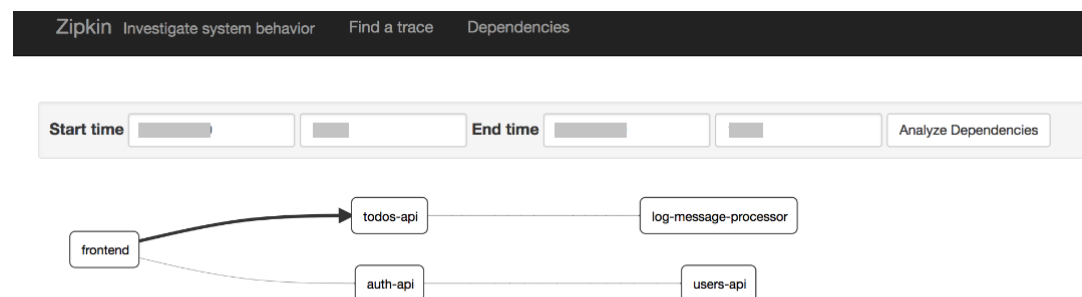 Zipkin Investigate system behavior Find a trace Dependencies
Start time End time Analyze Dependencies
todos-api log-message-processor
frontend
auth-api users-api